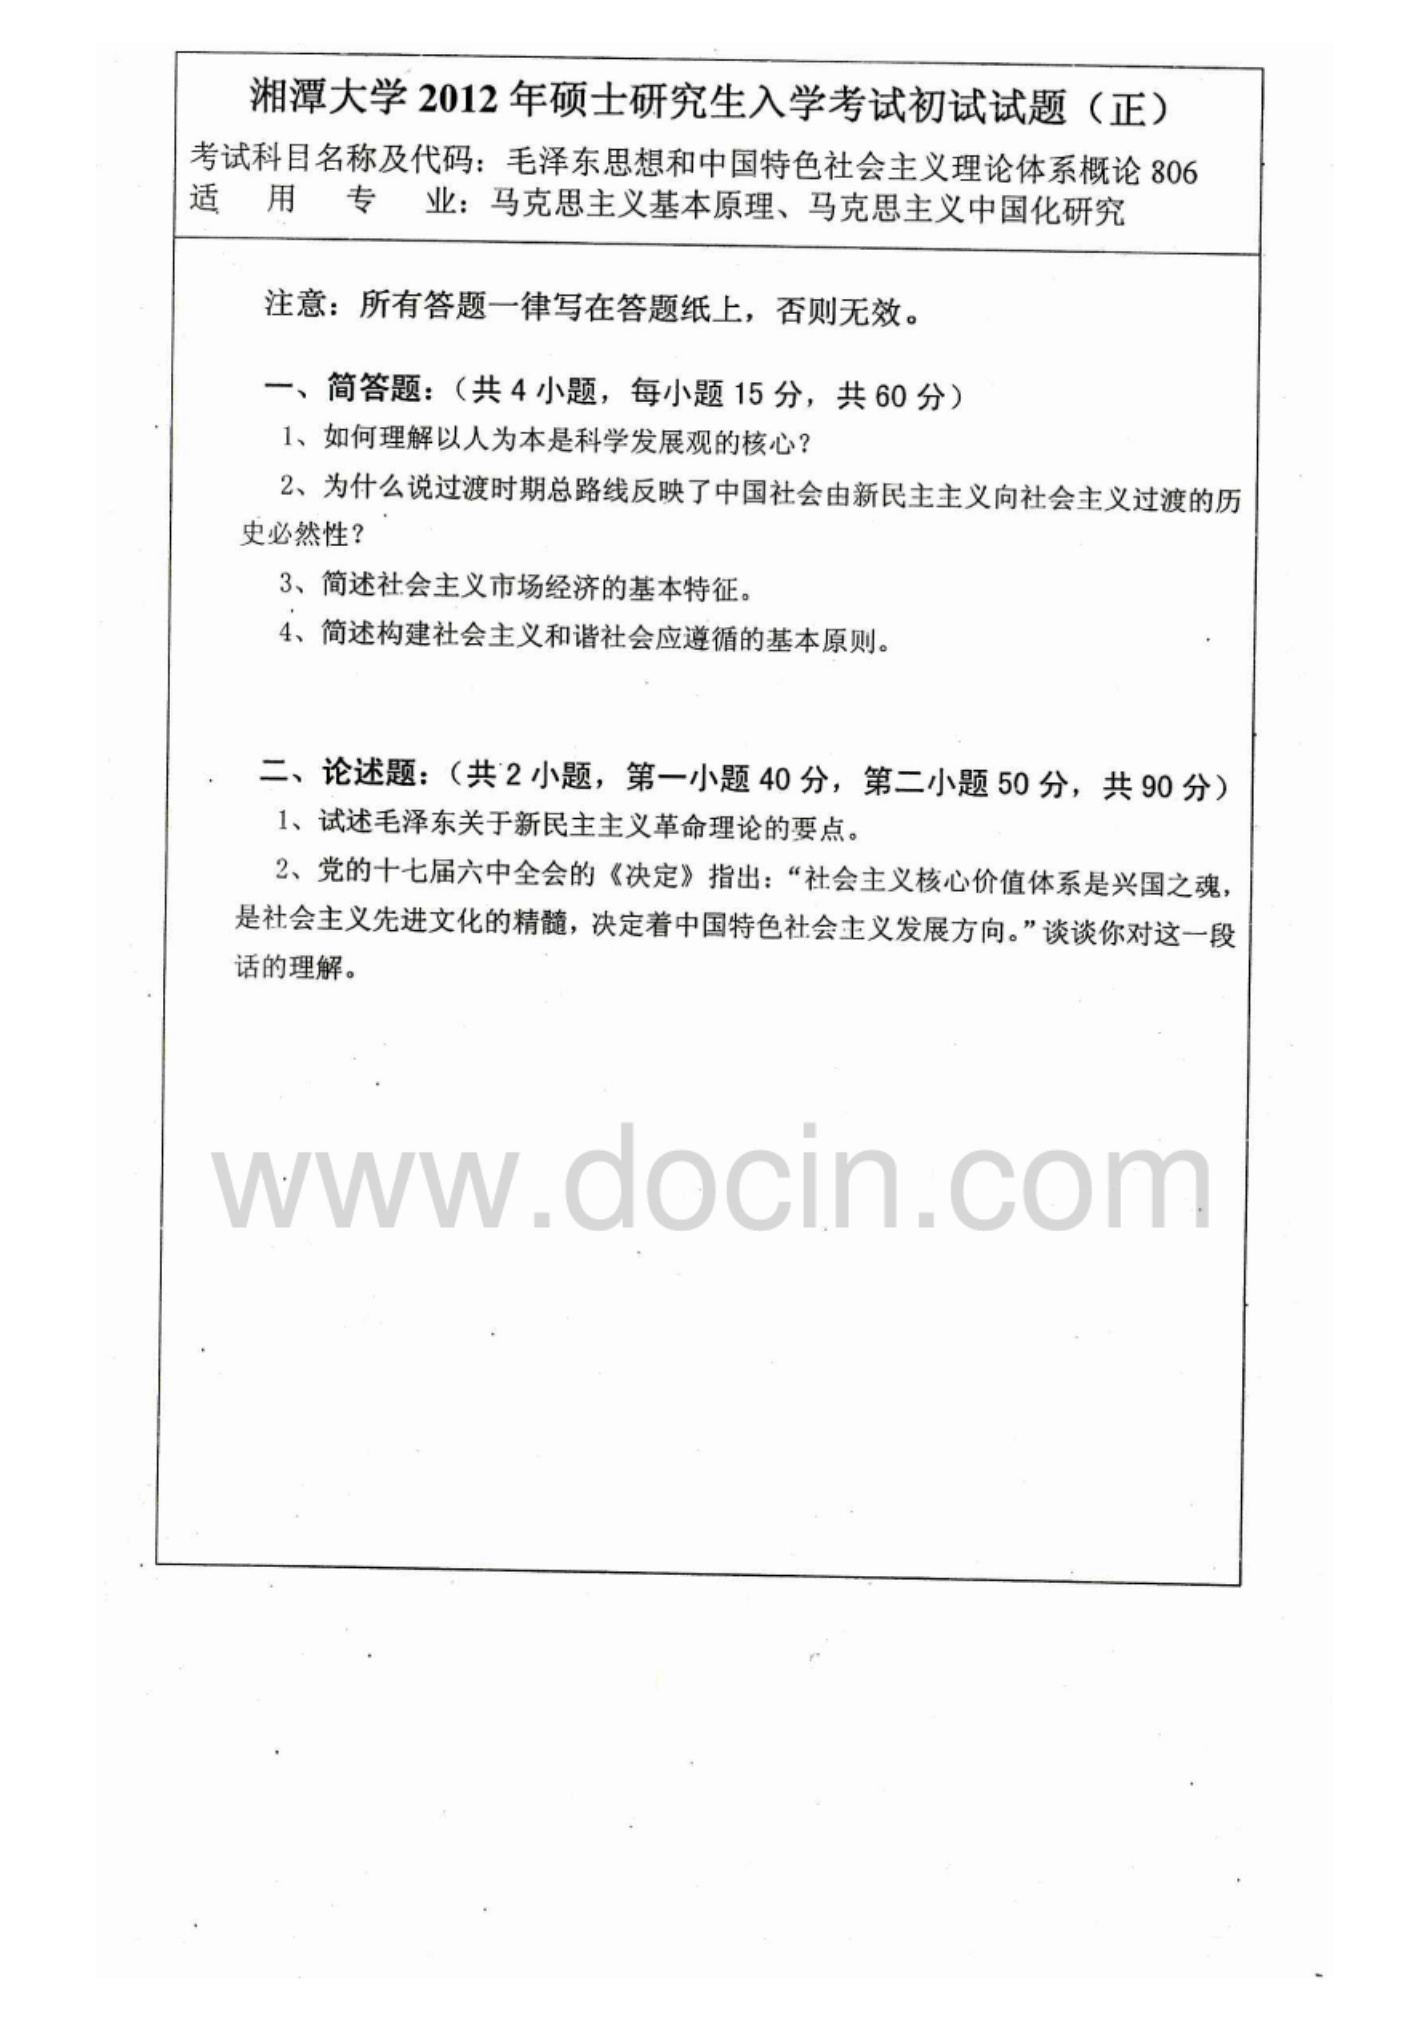 湘潭大学 2012 年硕士研究生入学考试初试试题（正）
考试科目名称及代码：毛泽东思想和中国特色社会主义理论体系概论 806
适 用 专 业：马克思主义基本原理、马克思主义中国化研究
注意：所有答题一律写在答题纸上，否则无效。
一、简答题：（共 4 小题，每小题 15 分，共 60 分）
1、如何理解以人为本是科学发展观的核心？
2、为什么说过渡时期总路线反映了中国社会由新民主主义向社会主义过渡的历
史必然性？
3、简述社会主义市场经济的基本特征。
4、简述构建社会主义和谐社会应遵循的基本原则。
二、论述题：（共 2 小题，第一小题 40 分，第二小题 50 分，共 90 分）
1、试述毛泽东关于新民主主义革命理论的要点。
2、党的十七届六中全会的《决定》指出：“社会主义核心价值体系是兴国之魂，
是社会主义先进文化的精髓，决定着中国特色社会主义发展方向。”谈谈你对这一段
话的理解。
www.docin.com